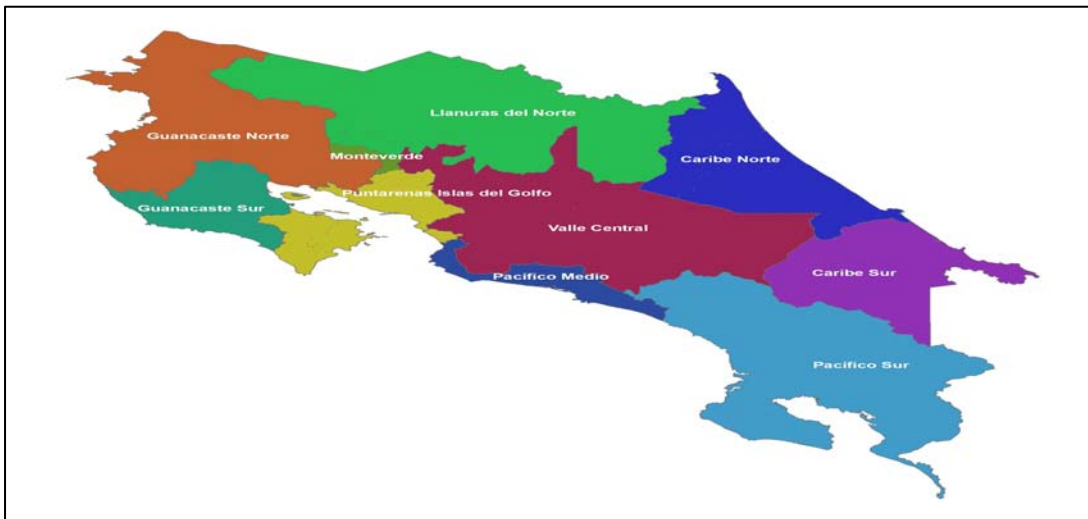 Llanuras del Norte
Guanacaste Norte
Monteverde
Caribe Norte
Puntarenas Islas del Golfo
Guanacaste Sur
Valle Central
Caribe Sur
Pacifico Medio
Pacifico Sur